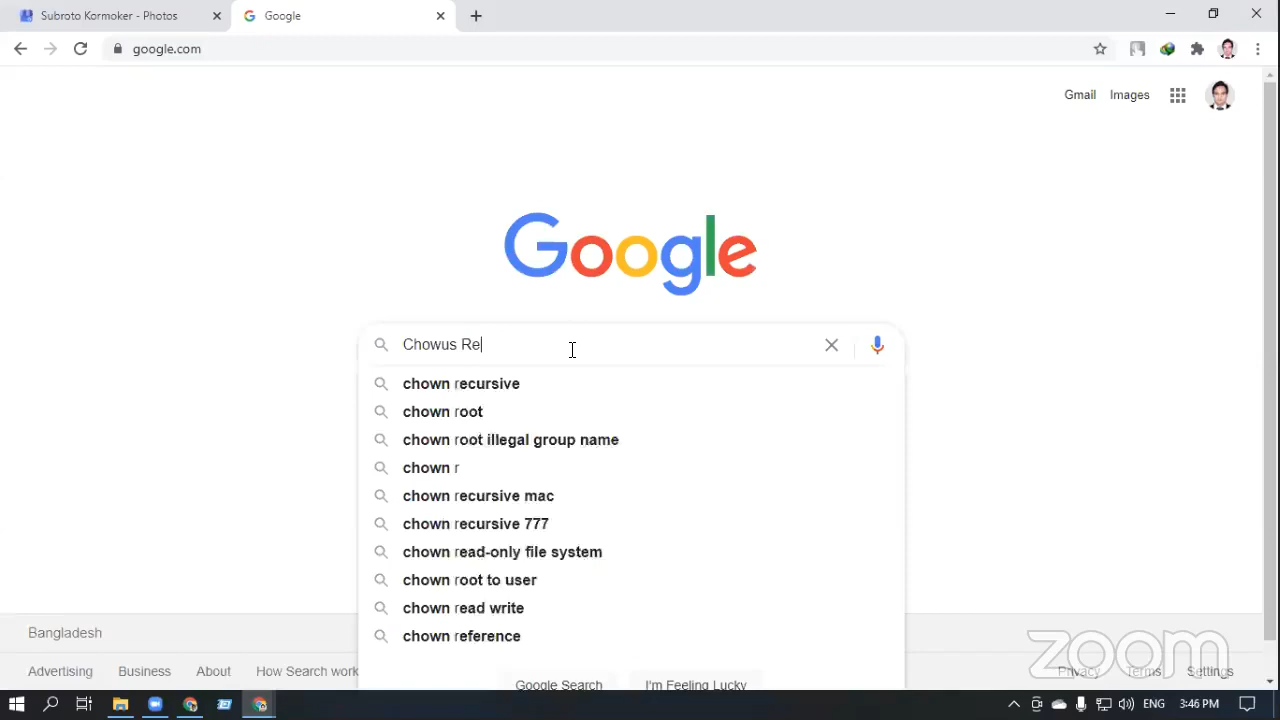 Subroto Kormoker - Photos
Google
google.com
Gmail Images
Google
Chowus Re
chown recursive
chown root
chown root illegal group name
chown r
chown recursive mac
chown recursive 777
chown read-only file system
chown root to user
chown read write
chown reference
Bangladesh
Google Search I'm Feeling Lucky
Advertising Business About How Search work Privacy Terms Settings
zoom
ENG 3:46 PM